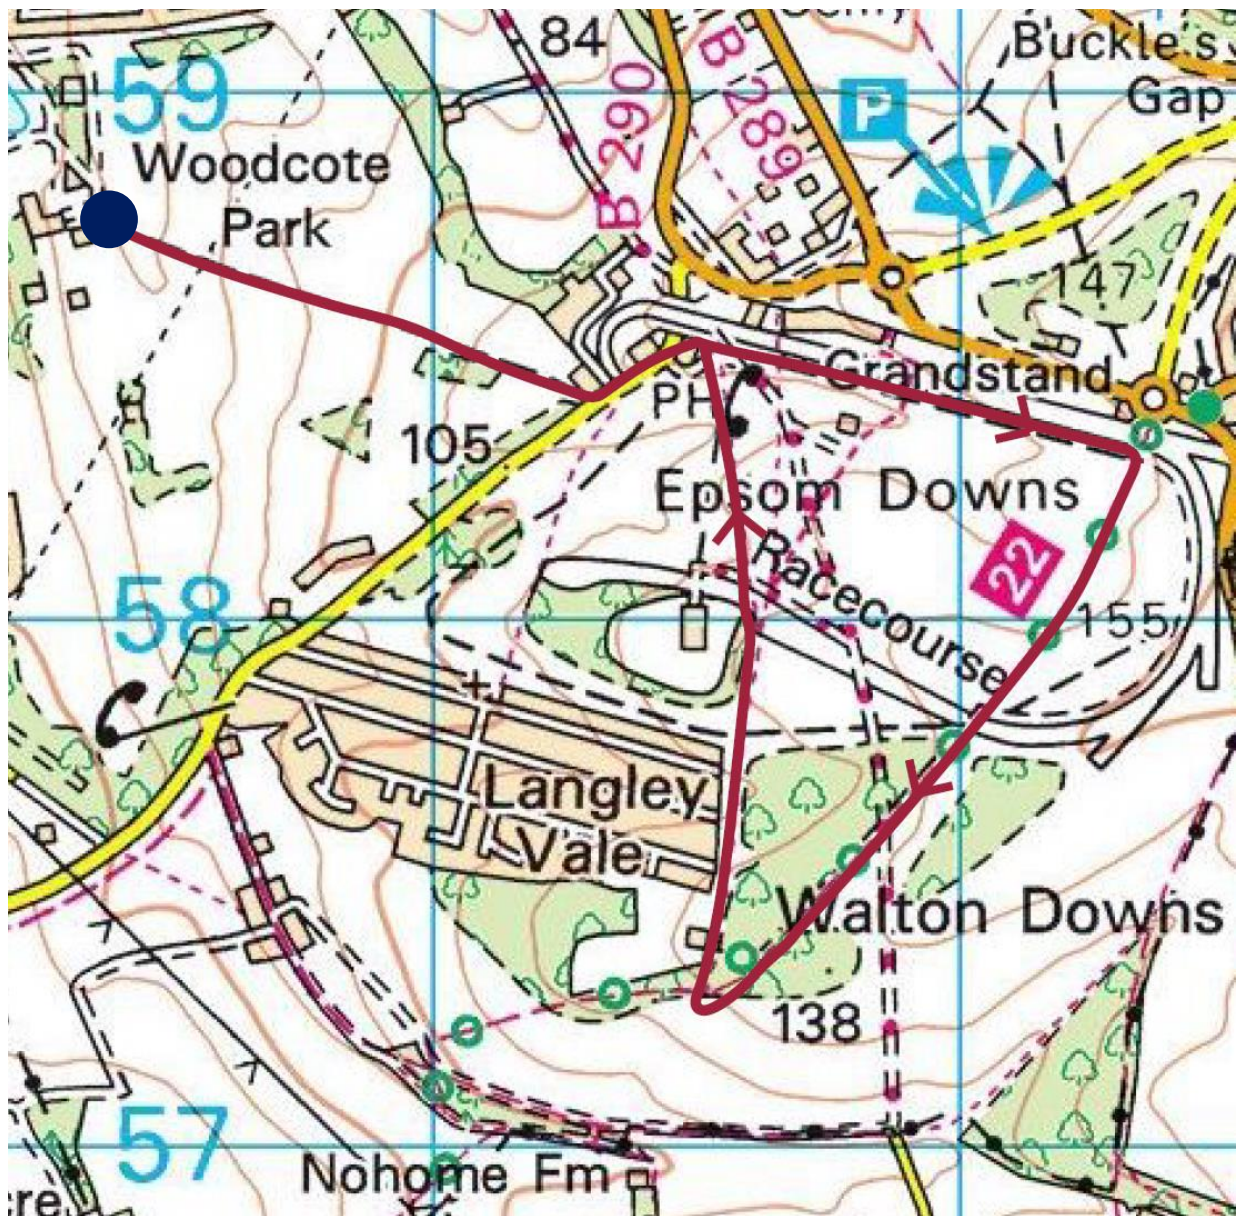 84
B 290
B 289
Buckle's
Gap
59
P
Woodcote
Park
147
Grandstand
PH
105
Epsom Downs
22
Racecourse
58
155
Langley
Vale
Walton Downs
138
57
Nohome Fm